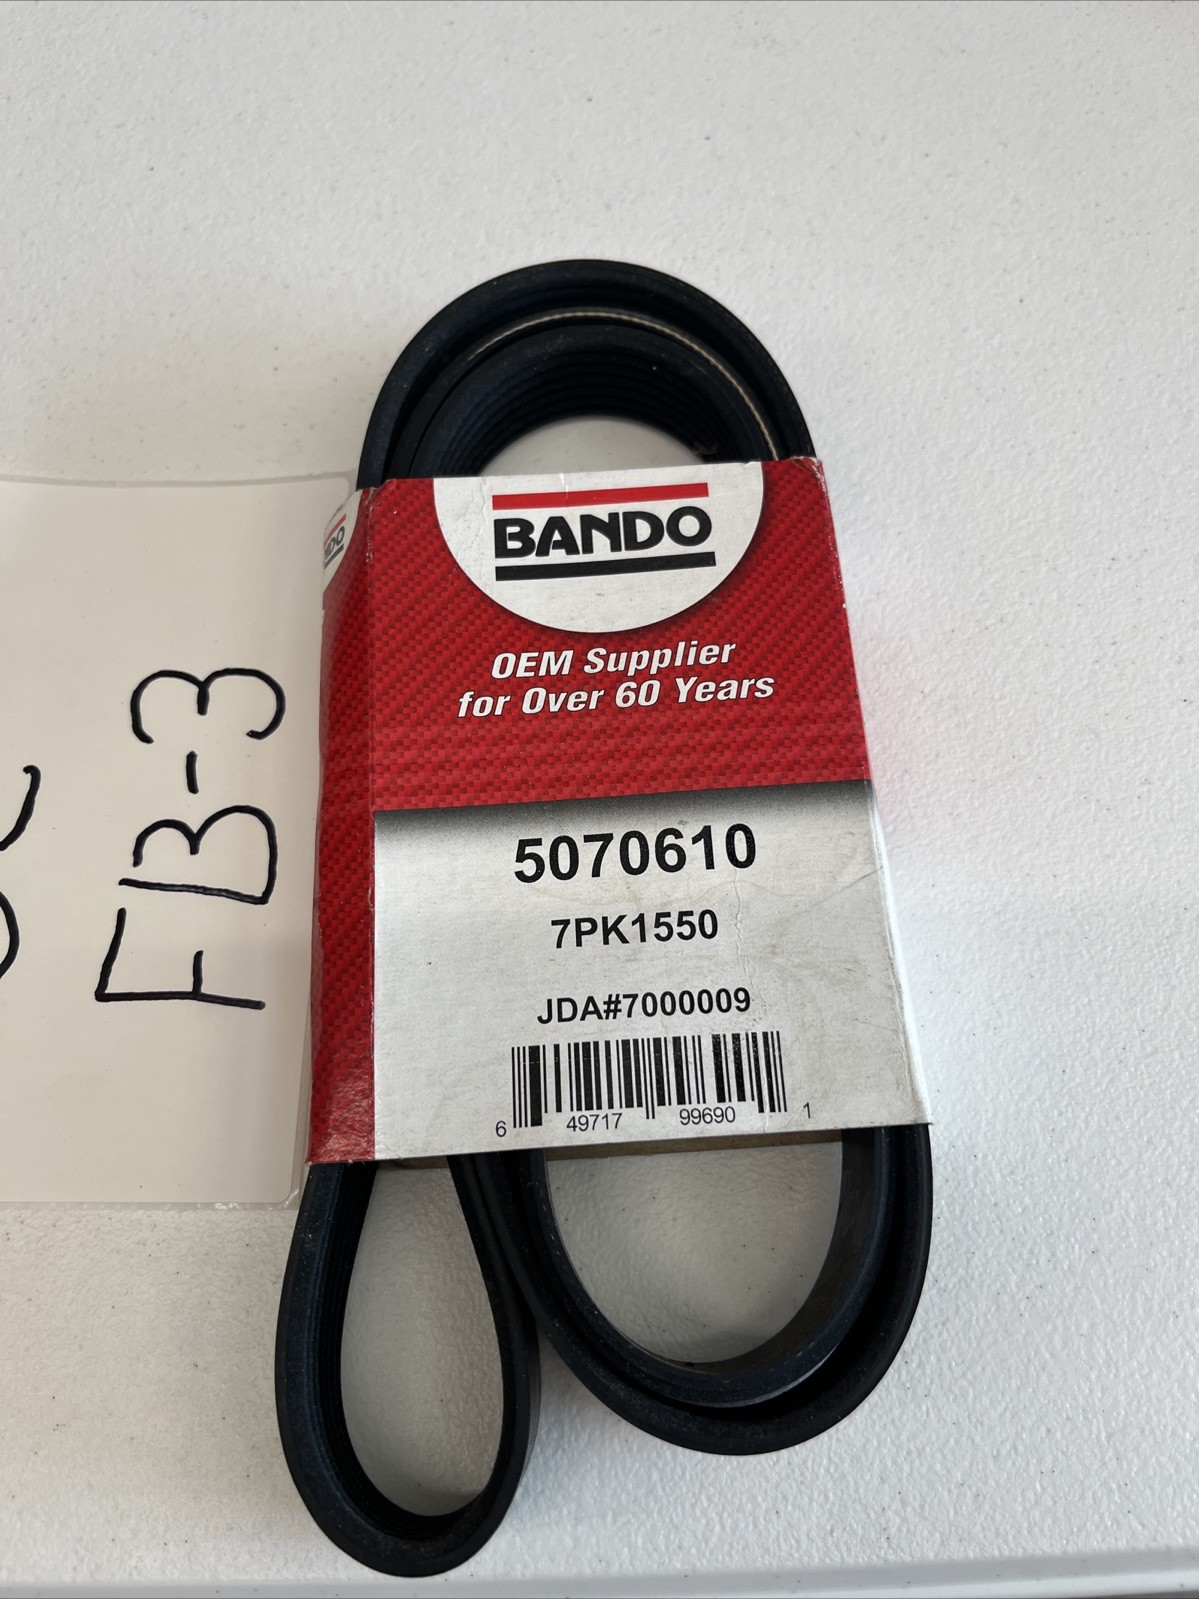 BANDO
OEM Supplier
for Over 60 Years
5070610
7PK1550
JDA#7000009
6 49717 99690 1
FB-3